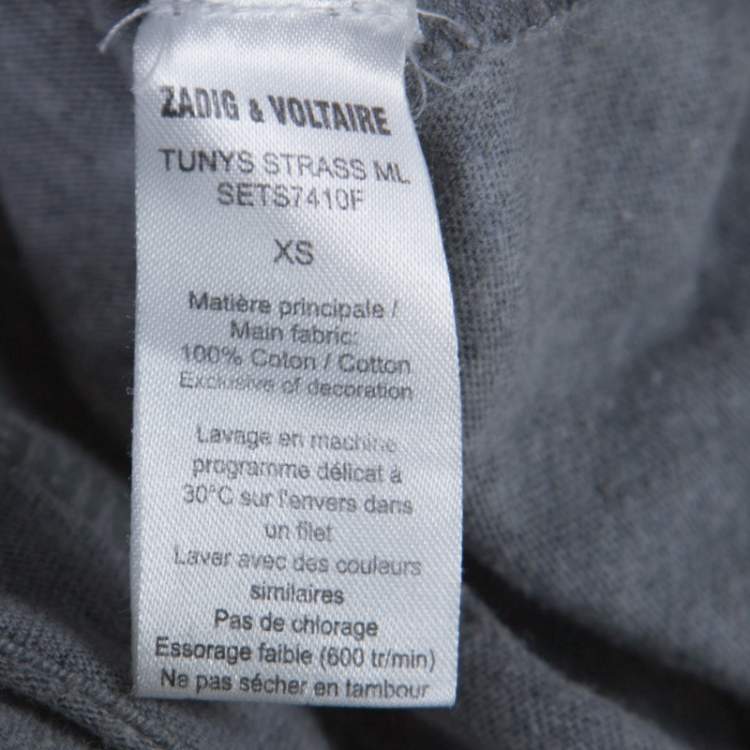 ZADIG & VOLTAIRE
TUNYS STRASS ML
SETS7410F
XS
Matière principale /
Main fabric:
100% Coton / Cotton
Exclusive of decoration
Lavage en machine
programme délicat à
30°C sur l'envers dans
un filet
Laver avec des couleurs
similaires
Pas de chlorage
Essorage faible (600 tr/min)
Ne pas sécher en tambour